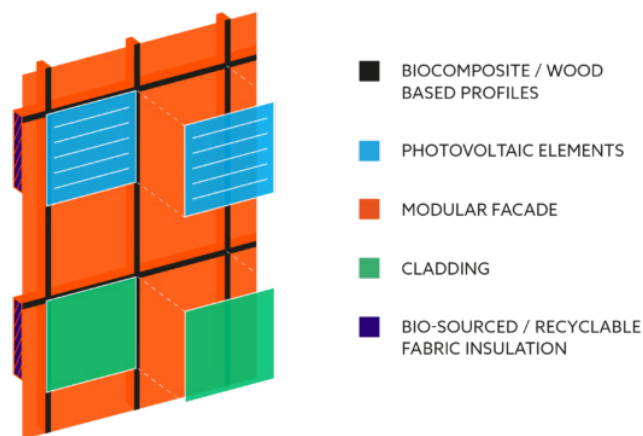 BIOCOMPOSITE / WOOD
BASED PROFILES
PHOTOVOLTAIC ELEMENTS
MODULAR FACADE
CLADDING
BIO-SOURCED / RECYCLABLE
FABRIC INSULATION